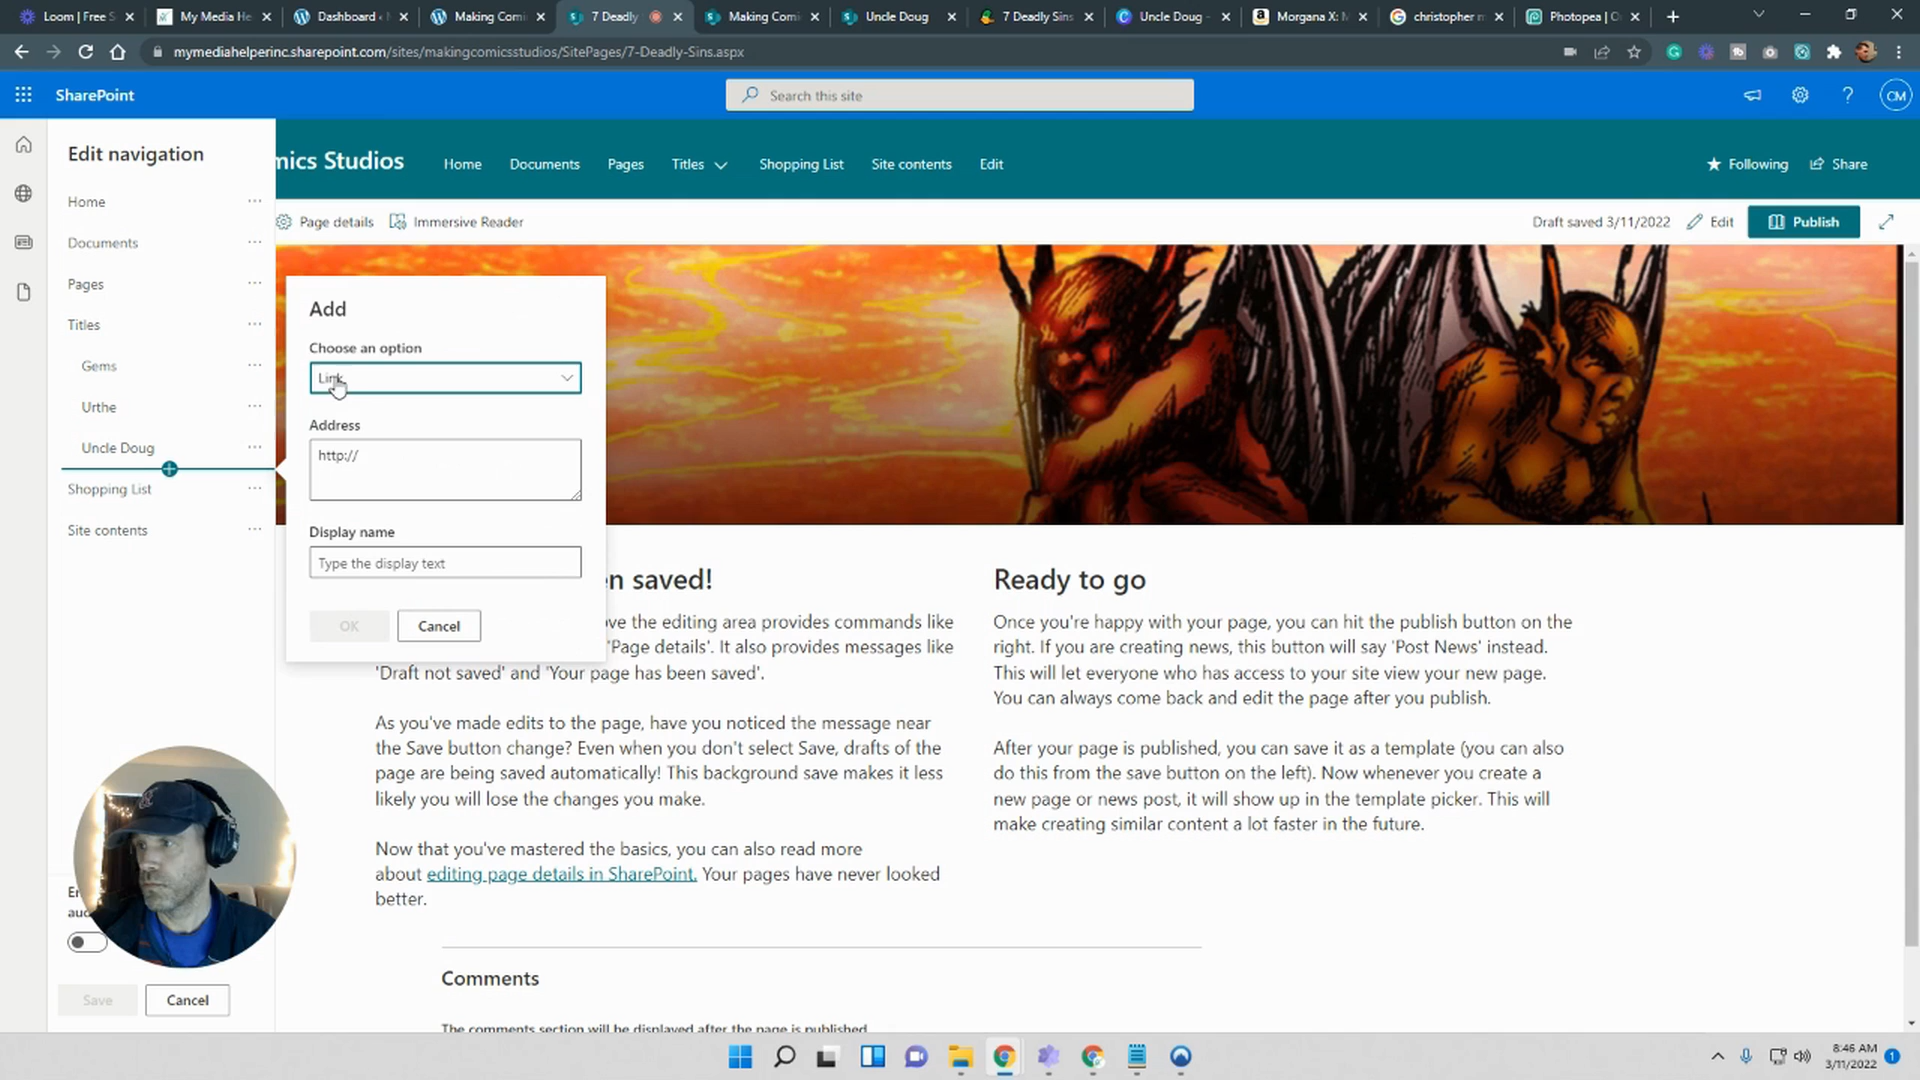 Loom | Free S
My Media He
Dashboard ‹
Making Comi
7 Deadly
Making Comi
Uncle Doug
7 Deadly Sins
Uncle Doug -
Morgana X: M
christopher m
Photopea | O
mymediahelperinc.sharepoint.com/sites/makingcomicsstudios/SitePages/7-Deadly-Sins.aspx
SharePoint
Search this site
CM
Edit navigation
mics Studios
Home
Documents
Pages
Titles
Shopping List
Site contents
Edit
Following
Share
Home
Documents
Pages
Titles
Gems
Urthe
Uncle Doug
Shopping List
Site contents
Page details
Immersive Reader
Draft saved 3/11/2022
Edit
Publish
Add
Choose an option
Link
Address
http://
Display name
Type the display text
OK
Cancel
en saved!
ove the editing area provides commands like
'Page details'. It also provides messages like
'Draft not saved' and 'Your page has been saved'.
As you've made edits to the page, have you noticed the message near
the Save button change? Even when you don't select Save, drafts of the
page are being saved automatically! This background save makes it less
likely you will lose the changes you make.
Now that you've mastered the basics, you can also read more
about editing page details in SharePoint. Your pages have never looked
better.
Ready to go
Once you're happy with your page, you can hit the publish button on the
right. If you are creating news, this button will say 'Post News' instead.
This will let everyone who has access to your site view your new page.
You can always come back and edit the page after you publish.
After your page is published, you can save it as a template (you can also
do this from the save button on the left). Now whenever you create a
new page or news post, it will show up in the template picker. This will
make creating similar content a lot faster in the future.
Comments
The comments section will be displayed after the page is published
Save
Cancel
8:46 AM
3/11/2022
1